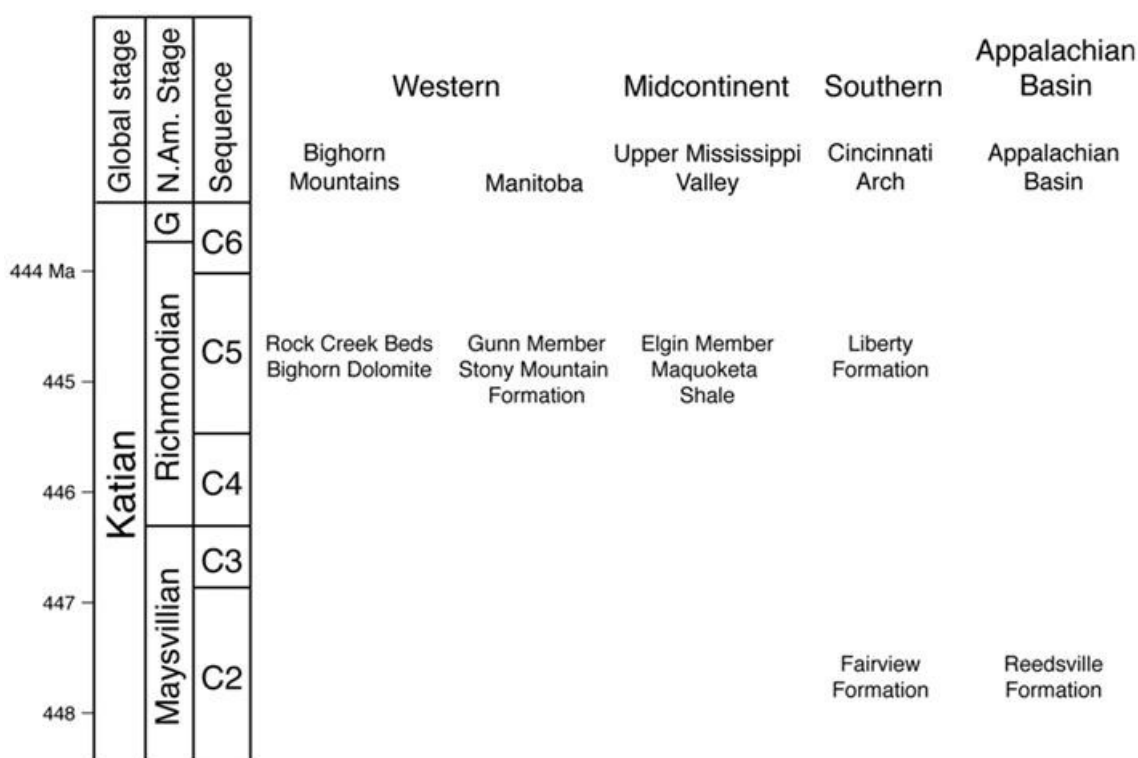 Global stage
N.Am. Stage
Sequence
Western
Midcontinent
Southern
Appalachian
Basin
Bighorn
Mountains
Manitoba
Upper Mississippi
Valley
Cincinnati
Arch
Appalachian
Basin
444 Ma
445
446
447
448
Katian
G
Richmondian
Maysvillian
C6
C5
C4
C3
C2
Rock Creek Beds
Bighorn Dolomite
Gunn Member
Stony Mountain
Formation
Elgin Member
Maquoketa
Shale
Liberty
Formation
Fairview
Formation
Reedsville
Formation